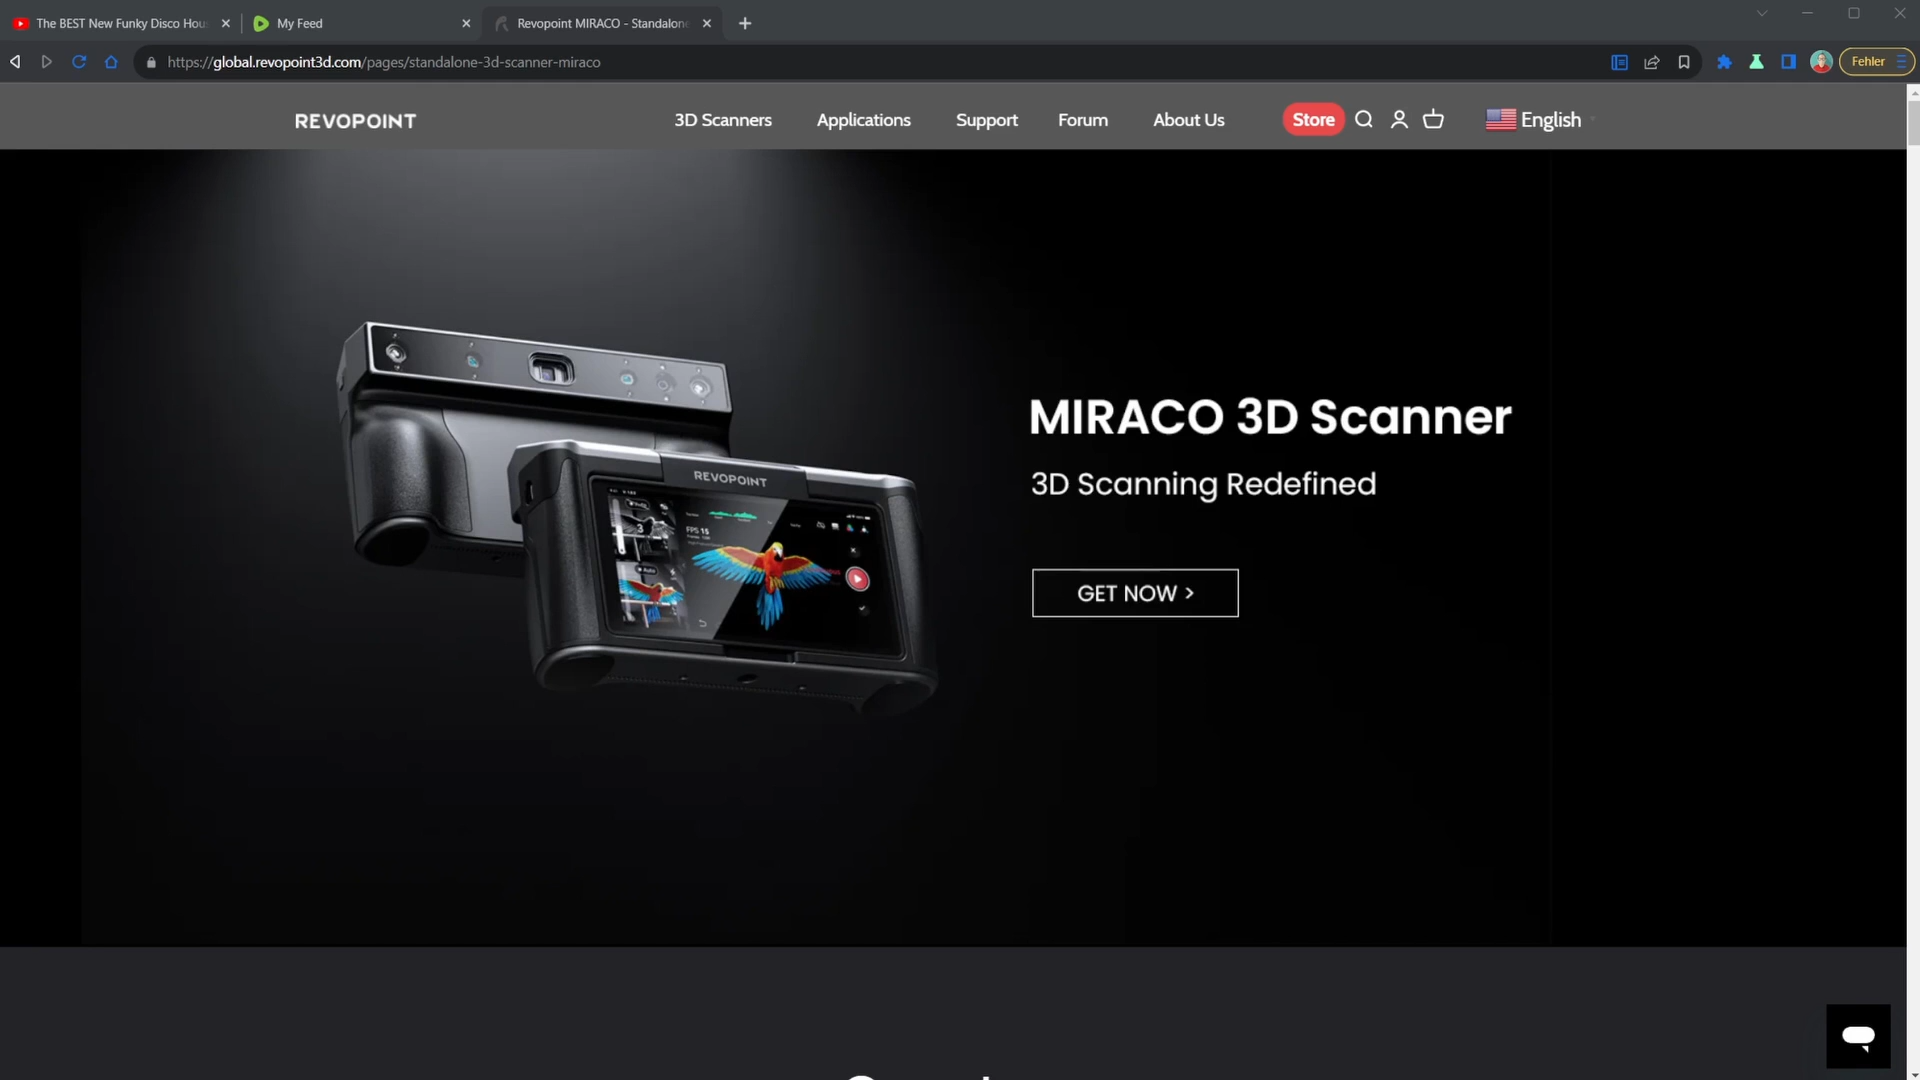 The BEST New Funky Disco Hou
My Feed
Revopoint MIRACO - Standalon
https://global.revopoint3d.com/pages/standalone-3d-scanner-miraco
Fehler
REVOPOINT
3D Scanners
Applications
Support
Forum
About Us
Store
English
REVOPOINT
FPS 15
MIRACO 3D Scanner
3D Scanning Redefined
GET NOW >